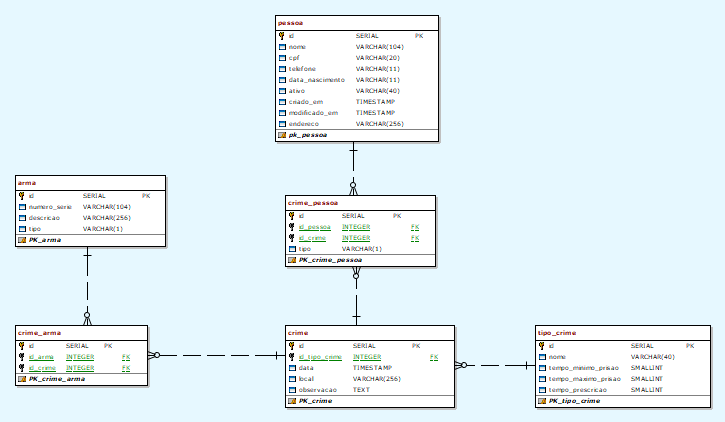 pessoa
id SERIAL PK
nome VARCHAR(104)
cpf VARCHAR(20)
telefone VARCHAR(11)
data_nascimento VARCHAR(11)
ativo VARCHAR(40)
criado_em TIMESTAMP
modificado_em TIMESTAMP
endereco VARCHAR(256)
pk_pessoa
arma
id SERIAL PK
numero_serie VARCHAR(104)
descricao VARCHAR(256)
tipo VARCHAR(1)
PK_arma
crime_pessoa
id SERIAL PK
id_pessoa INTEGER FK
id_crime INTEGER FK
tipo VARCHAR(1)
PK_crime_pessoa
crime_arma
id SERIAL PK
id_arma INTEGER FK
id_crime INTEGER FK
PK_crime_arma
crime
id SERIAL PK
id_tipo_crime INTEGER FK
data TIMESTAMP
local VARCHAR(256)
observacao TEXT
PK_crime
tipo_crime
id SERIAL PK
nome VARCHAR(40)
tempo_minimo_prisao SMALLINT
tempo_maximo_prisao SMALLINT
tempo_prescricao SMALLINT
PK_tipo_crime